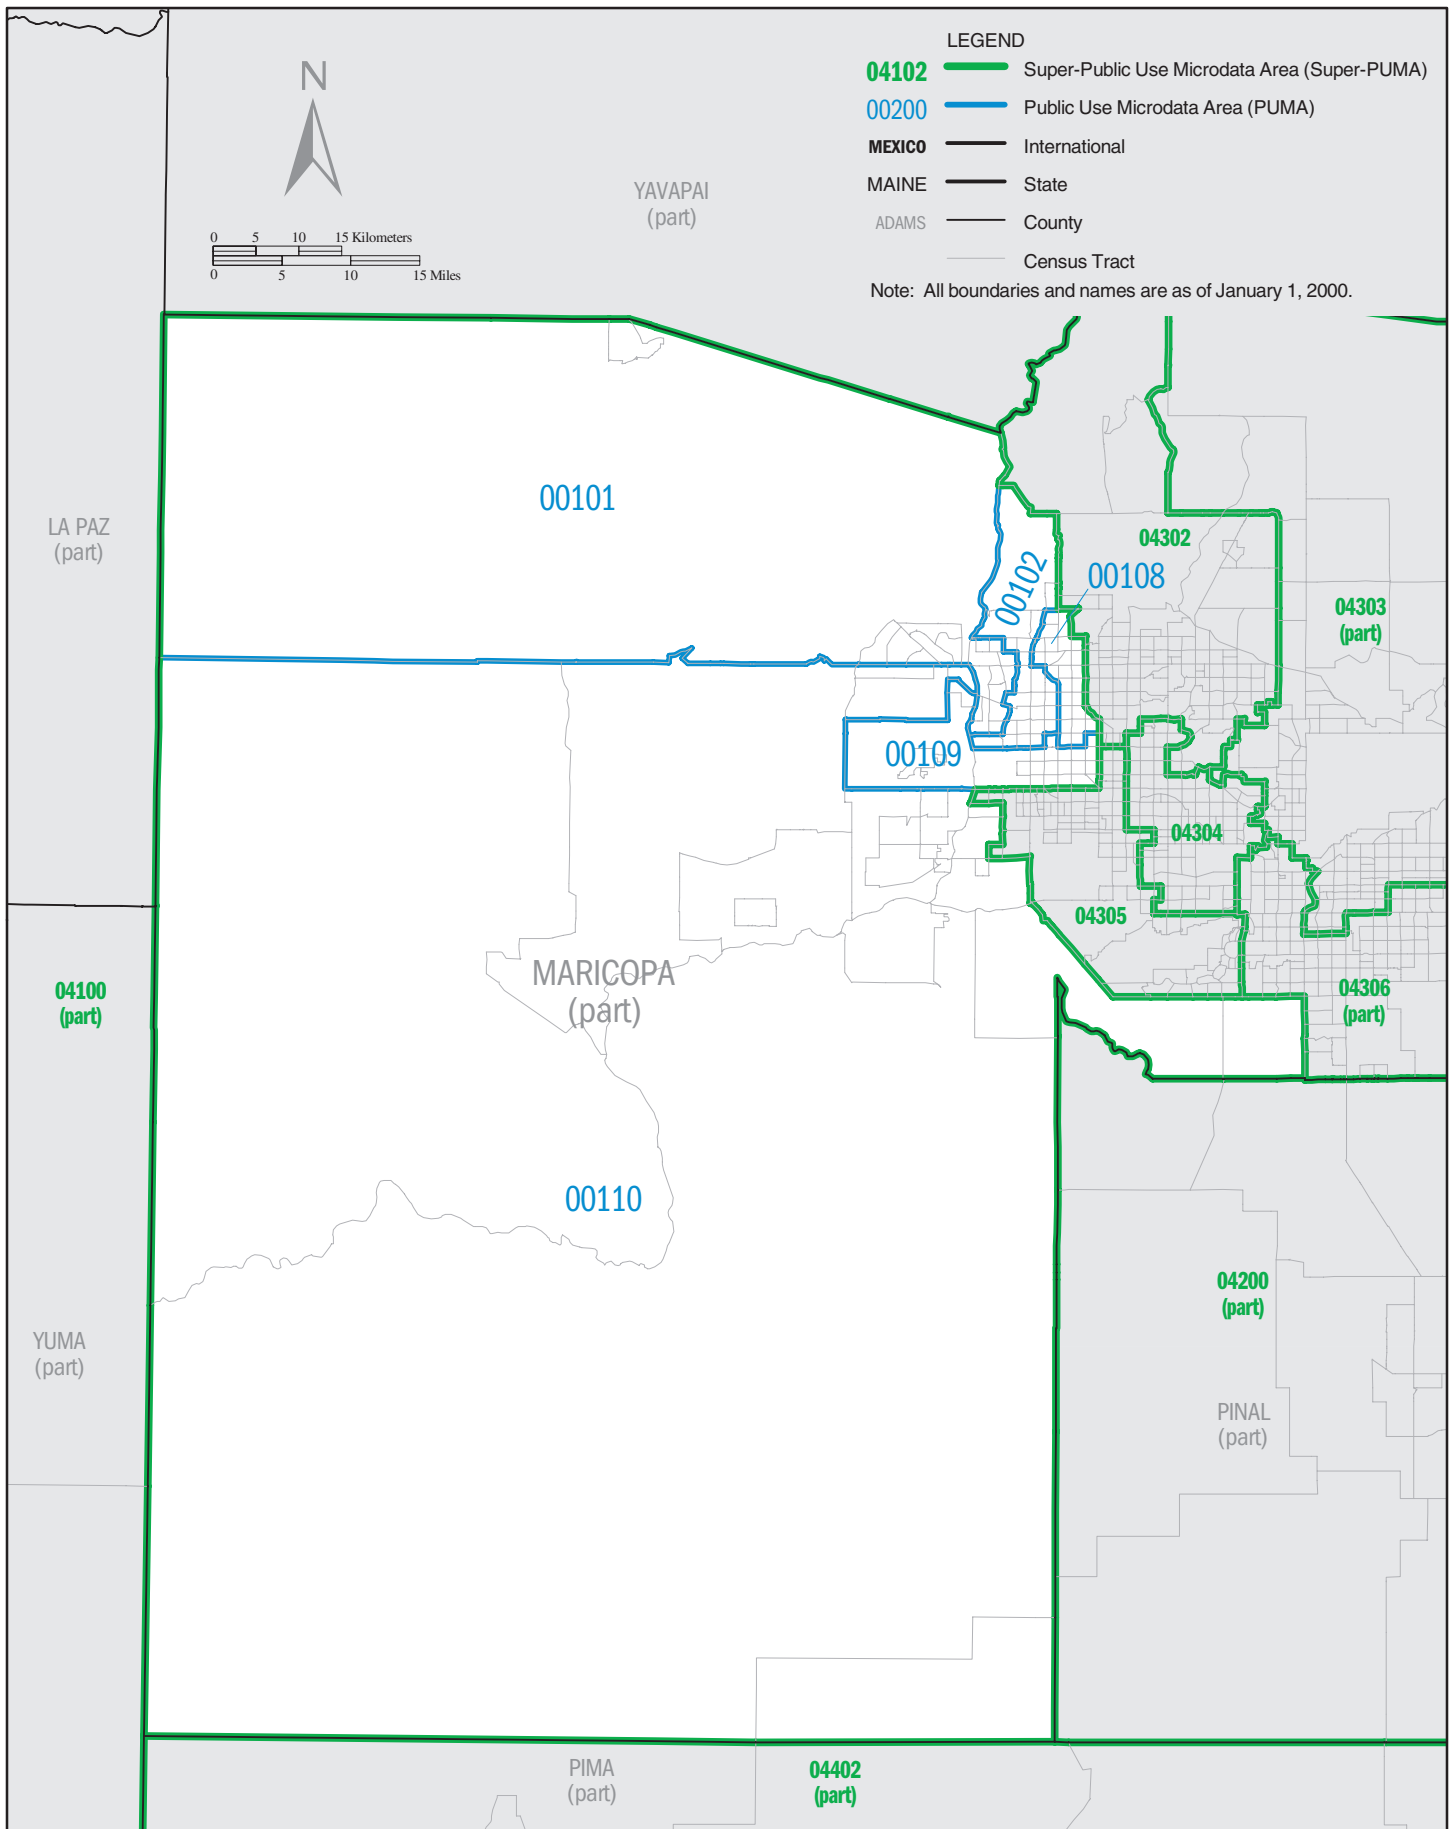 LEGEND
04102 Super-Public Use Microdata Area (Super-PUMA)
00200 Public Use Microdata Area (PUMA)
MEXICO International
MAINE State
ADAMS County
Census Tract
Note: All boundaries and names are as of January 1, 2000.
N
0 5 10 15 Kilometers
0 5 10 15 Miles
YAVAPAI
(part)
00101
LA PAZ
(part)
04302
00102
00108
04303
(part)
00109
04304
04305
MARICOPA
(part)
04100
(part)
04306
(part)
00110
04200
(part)
YUMA
(part)
PINAL
(part)
PIMA
(part)
04402
(part)